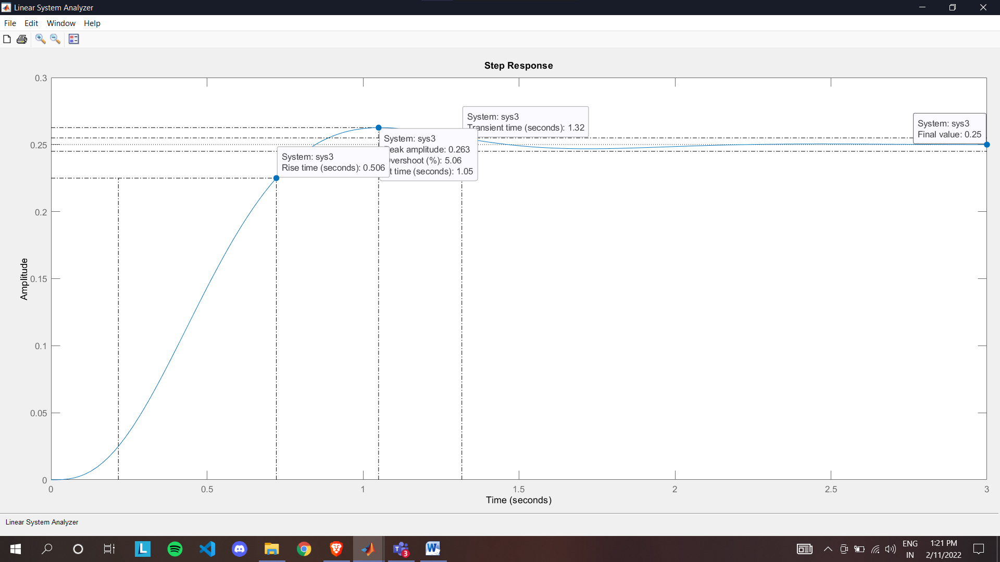 Linear System Analyzer
File Edit Window Help
Step Response
0.3
0.25
0.2
0.15
0.1
0.05
0
Amplitude
System: sys3
Transient time (seconds): 1.32
System: sys3
Final value: 0.25
System: sys3
eak amplitude: 0.263
vershoot (%): 5.06
t time (seconds): 1.05
System: sys3
Rise time (seconds): 0.506
0 0.5 1 1.5 2 2.5 3
Time (seconds)
Linear System Analyzer
L
T
3
W
ENG
IN
1:21 PM
2/11/2022